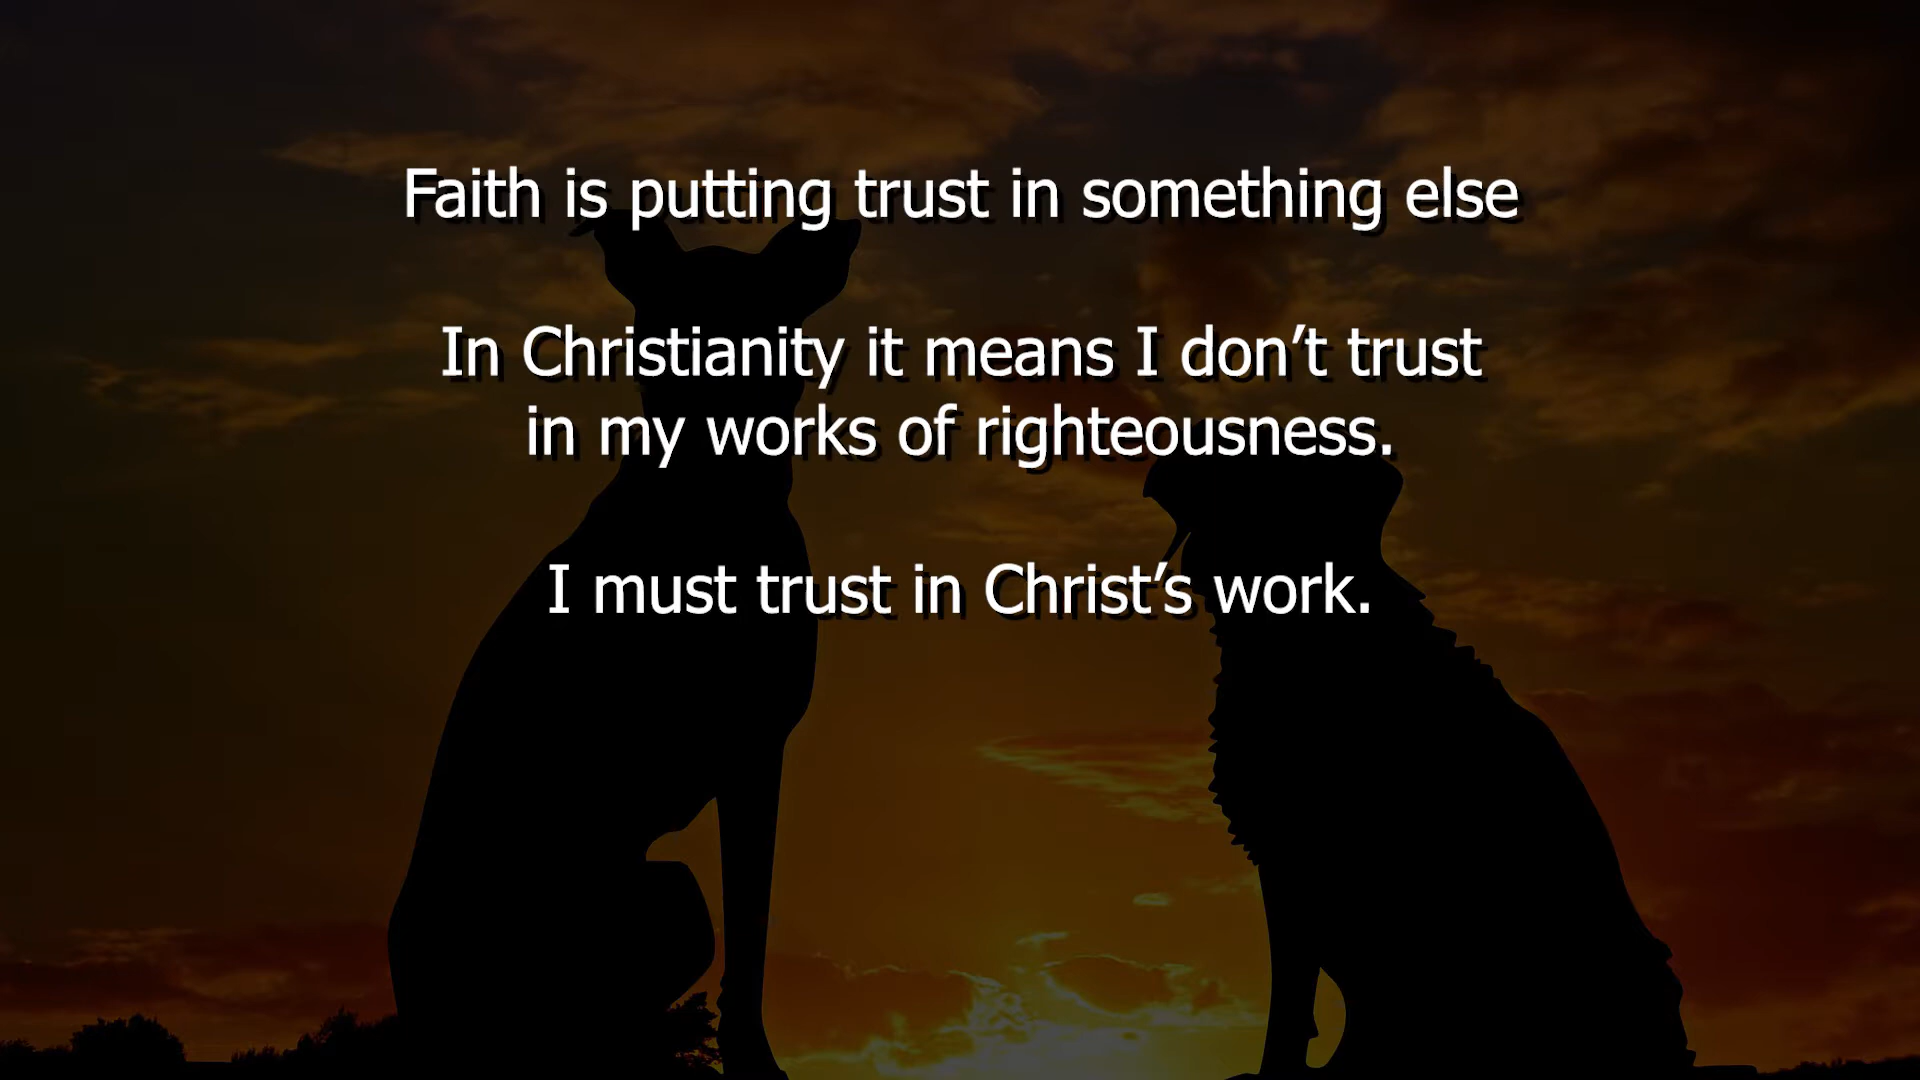 Faith is putting trust in something else
In Christianity it means I don’t trust
in my works of righteousness.
I must trust in Christ’s work.